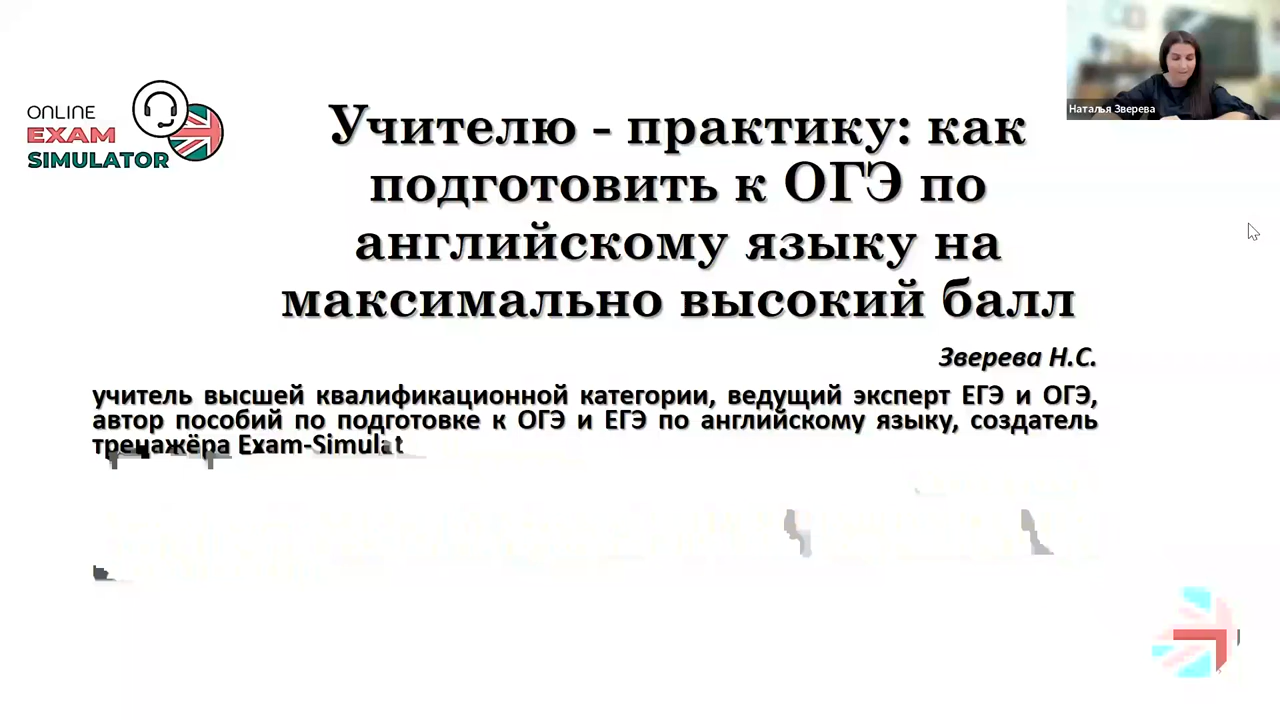 Наталья Зверева
ONLINE
EXAM
SIMULATOR
Учителю - практику: как
подготовить к ОГЭ по
английскому языку на
максимально высокий балл
Зверева Н.С.
учитель высшей квалификационной категории, ведущий эксперт ЕГЭ и ОГЭ,
автор пособий по подготовке к ОГЭ и ЕГЭ по английскому языку, создатель
тренажёра Exam-Simulat